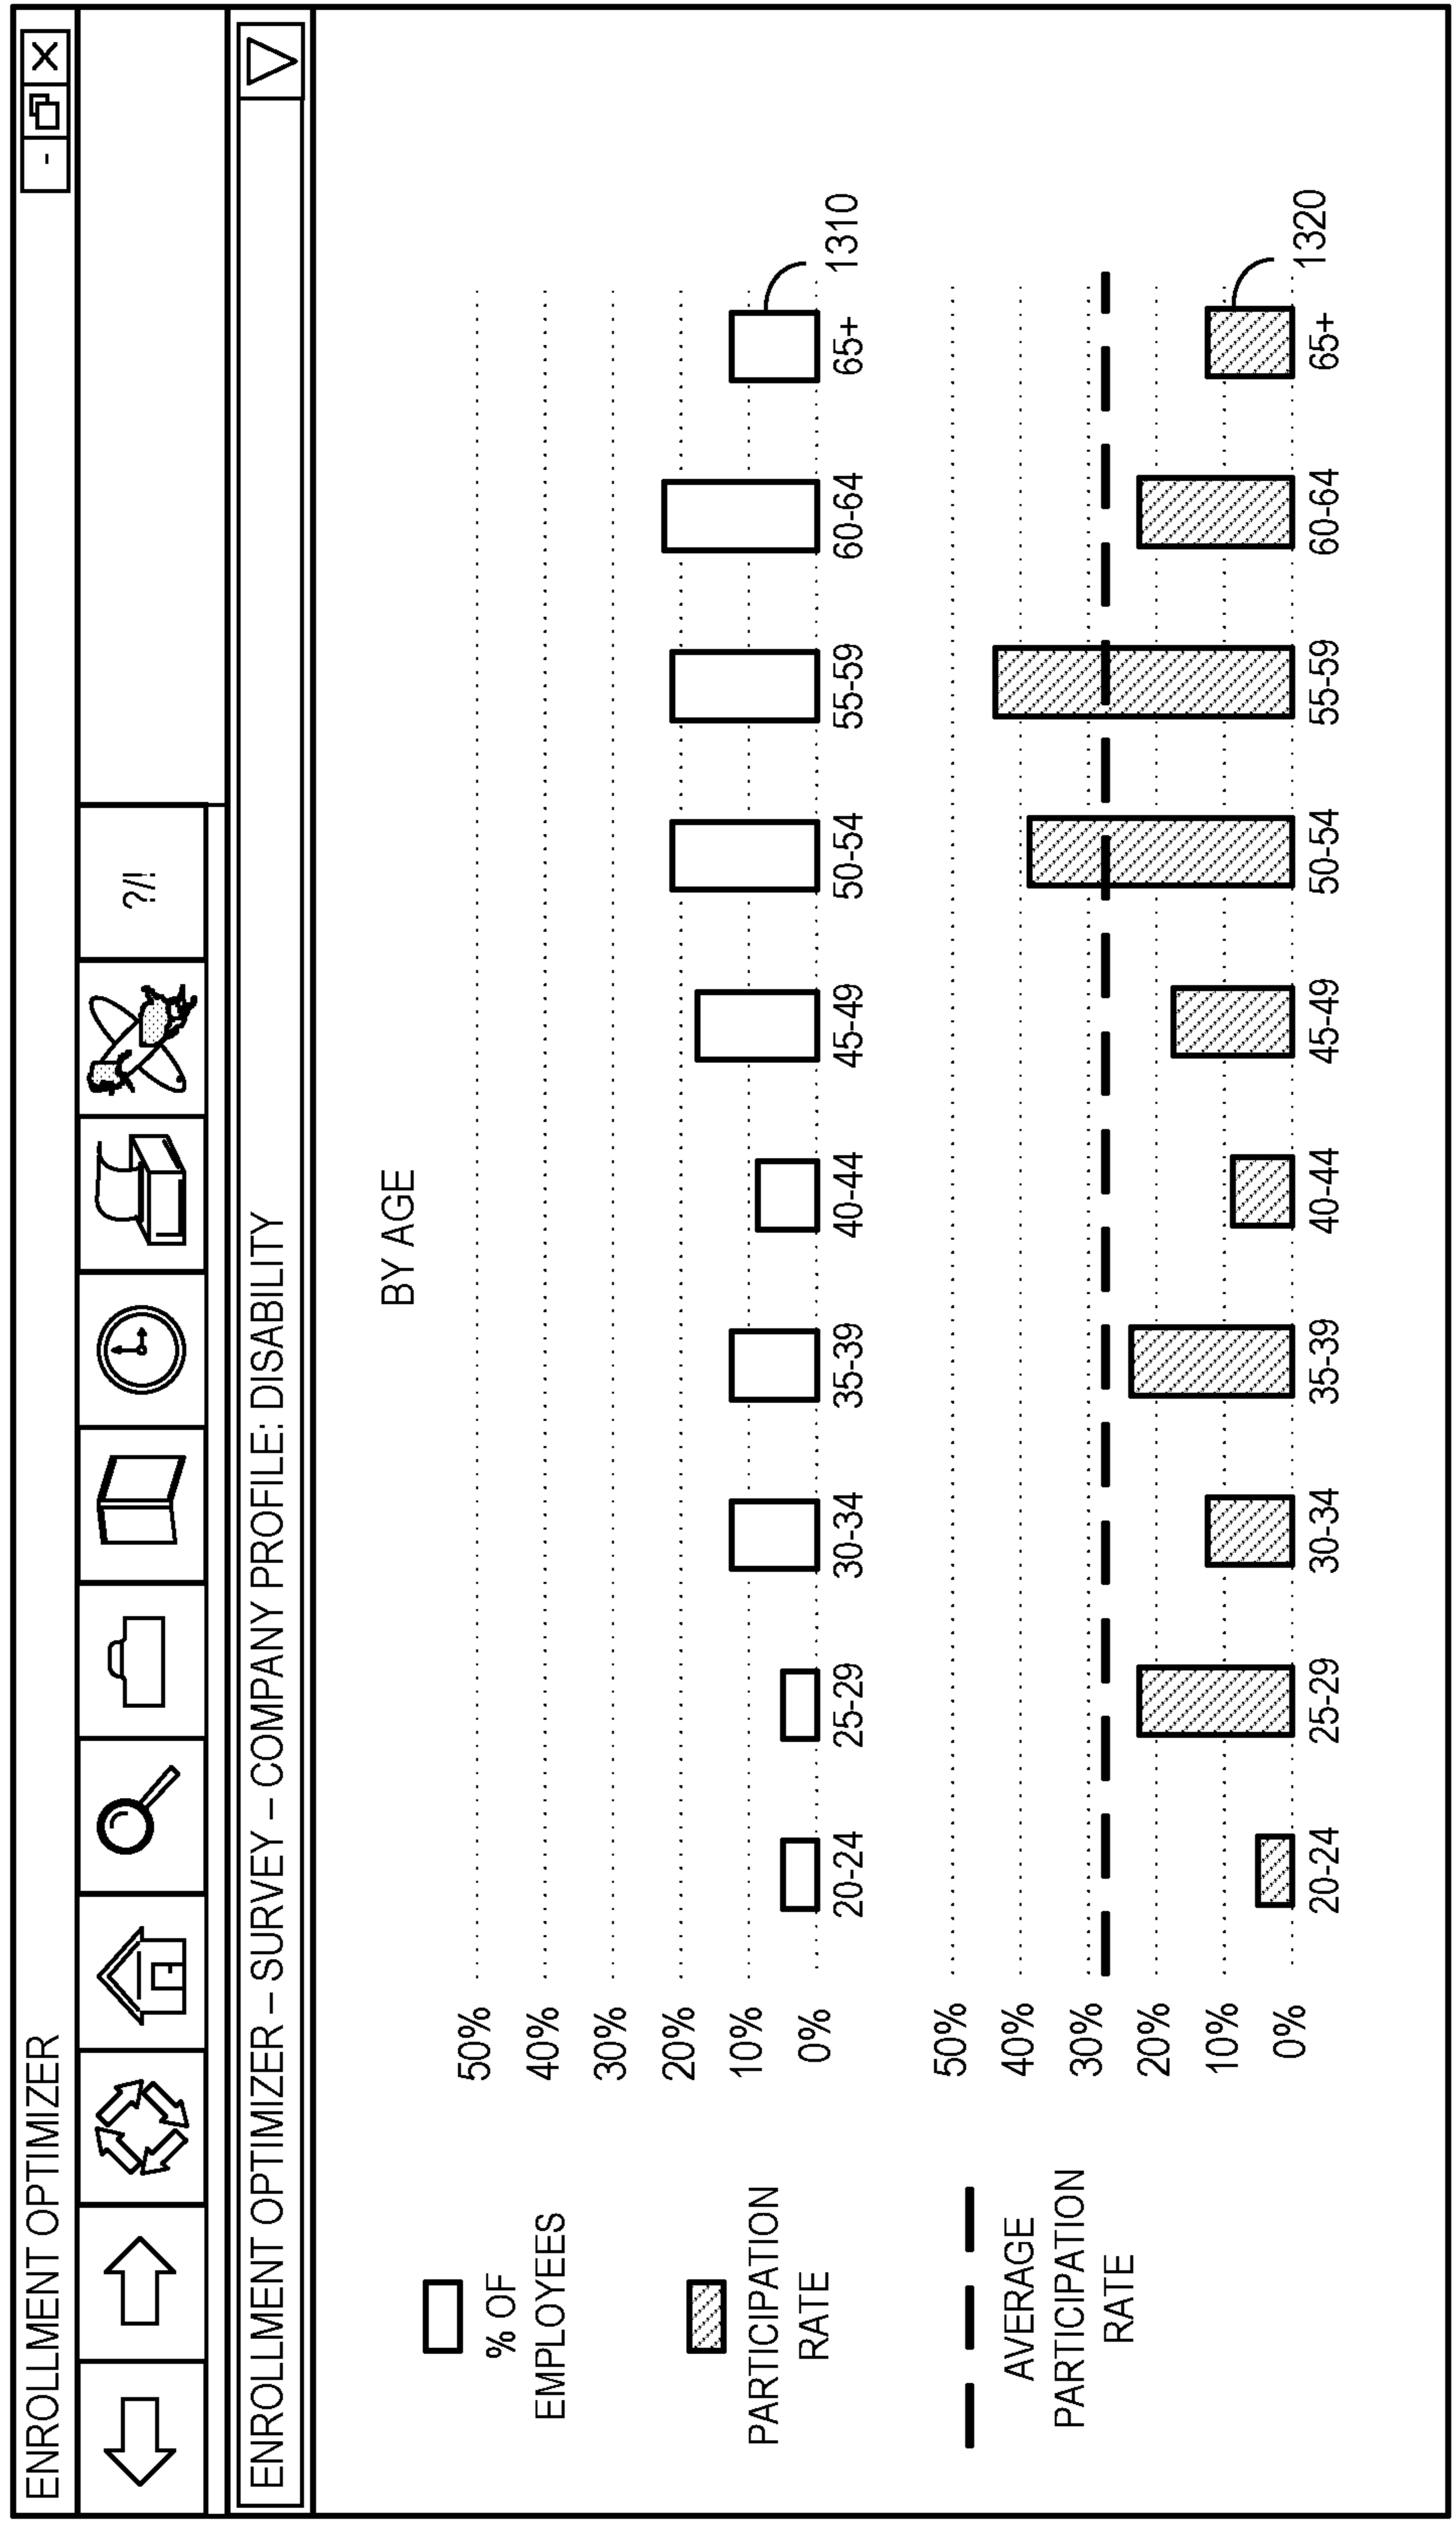 ENROLLMENT OPTIMIZER
- X
?/!
ENROLLMENT OPTIMIZER – SURVEY – COMPANY PROFILE: DISABILITY
BY AGE
% OF
EMPLOYEES
PARTICIPATION
RATE
AVERAGE
PARTICIPATION
RATE
50%
40%
30%
20%
10%
0%
20-24 25-29 30-34 35-39 40-44 45-49 50-54 55-59 60-64 65+
1310
50%
40%
30%
20%
10%
0%
20-24 25-29 30-34 35-39 40-44 45-49 50-54 55-59 60-64 65+
1320